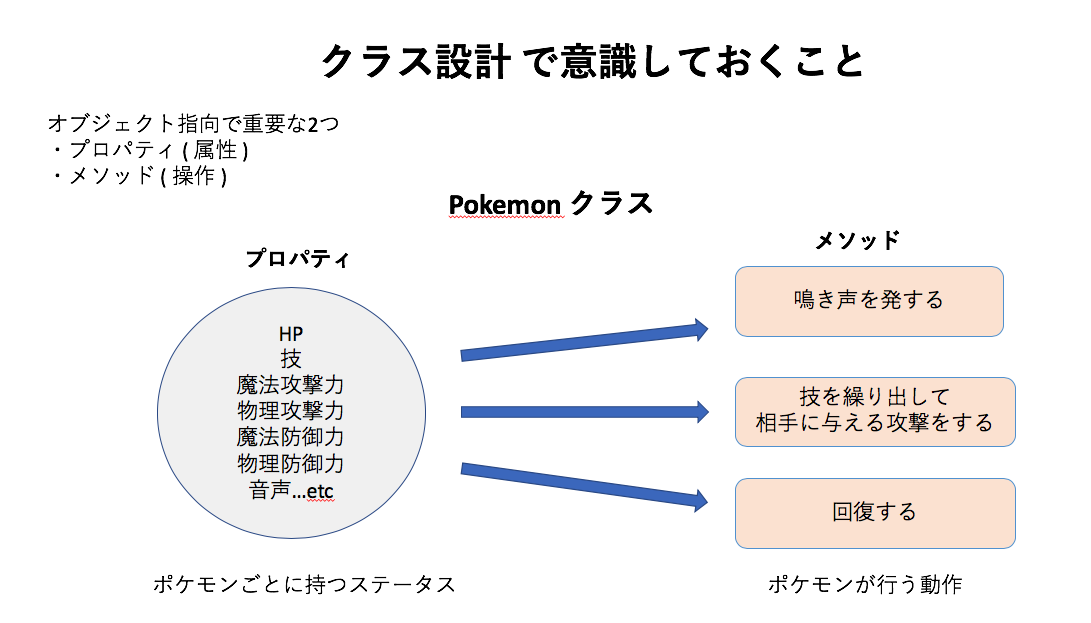 クラス設計 で意識しておくこと
オブジェクト指向で重要な2つ
・プロパティ ( 属性 )
・メソッド ( 操作 )
Pokemon クラス
プロパティ
HP
技
魔法攻撃力
物理攻撃力
魔法防御力
物理防御力
音声...etc
ポケモンごとに持つステータス
メソッド
鳴き声を発する
技を繰り出して
相手に与える攻撃をする
回復する
ポケモンが行う動作